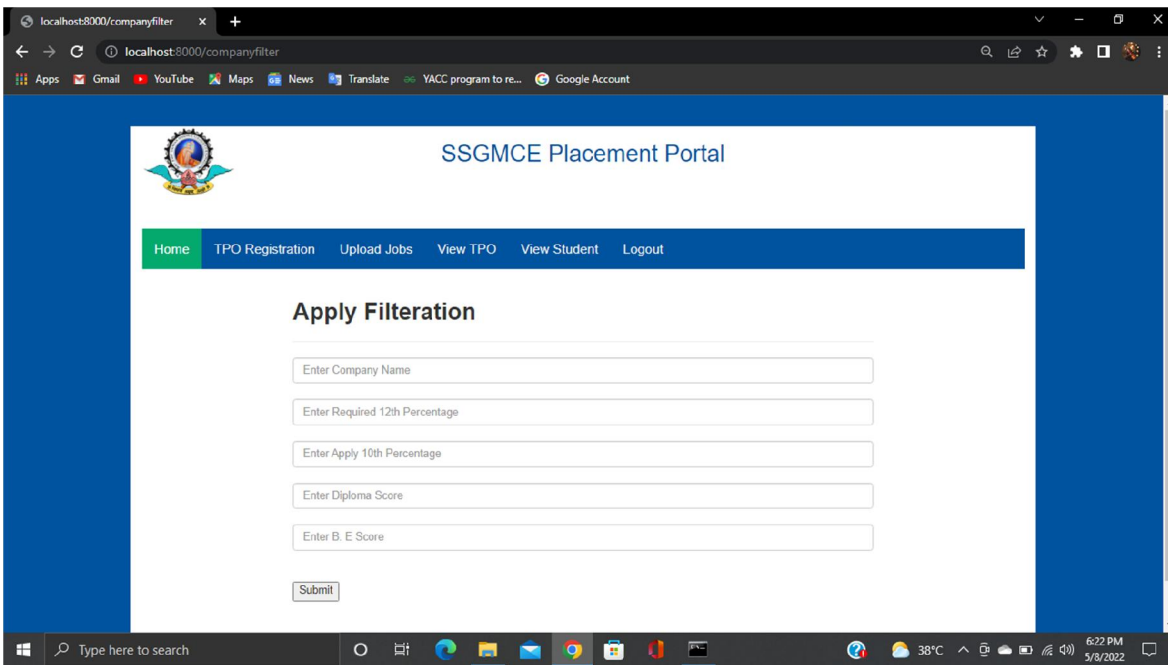 localhost:8000/companyfilter
localhost:8000/companyfilter
Apps Gmail YouTube Maps News Translate YACC program to re... Google Account
SSGMCE Placement Portal
Home TPO Registration Upload Jobs View TPO View Student Logout
Apply Filteration
Enter Company Name
Enter Required 12th Percentage
Enter Apply 10th Percentage
Enter Diploma Score
Enter B. E Score
Submit
Type here to search
38°C
6:22 PM
5/8/2022